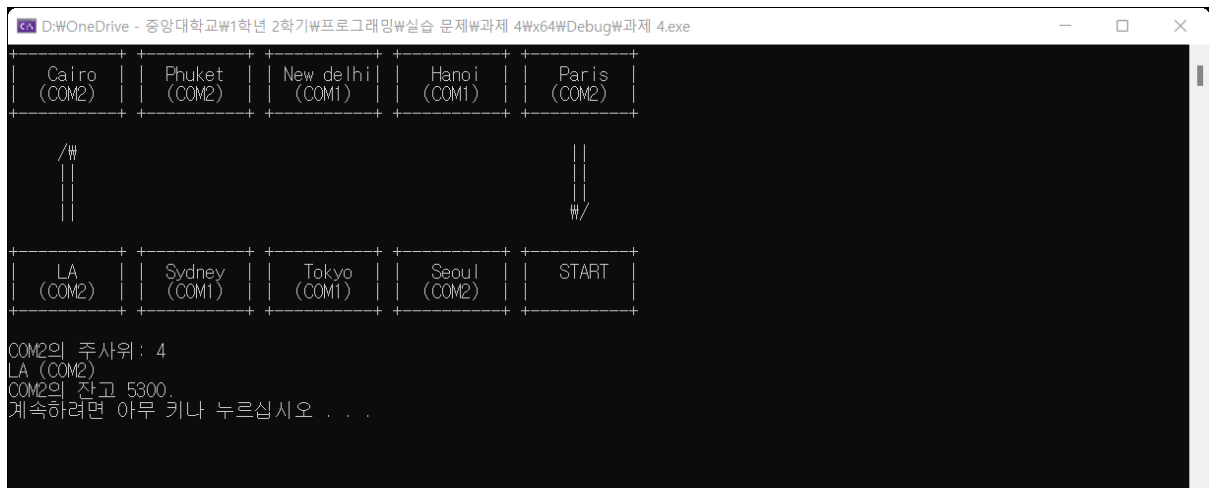 D:₩OneDrive - 중앙대학교₩1학년 2학기₩프로그래밍₩실습 문제₩과제 4₩x64₩Debug₩과제 4.exe
+----------+ +----------+ +----------+ +----------+ +----------+
|   Cairo  | |  Phuket  | | New delhi| |   Hanoi  | |   Paris  |
|  (COM2)  | |  (COM2)  | |  (COM1)  | |  (COM1)  | |  (COM2)  |
+----------+ +----------+ +----------+ +----------+ +----------+
/₩ ||
|| ||
|| ||
|| ₩/
+----------+ +----------+ +----------+ +----------+ +----------+
|    LA    | |  Sydney  | |   Tokyo  | |   Seoul  | |   START  |
|  (COM2)  | |  (COM1)  | |  (COM1)  | |  (COM2)  | |          |
+----------+ +----------+ +----------+ +----------+ +----------+
COM2의 주사위: 4
LA (COM2)
COM2의 잔고 5300.
계속하려면 아무 키나 누르십시오 . . .